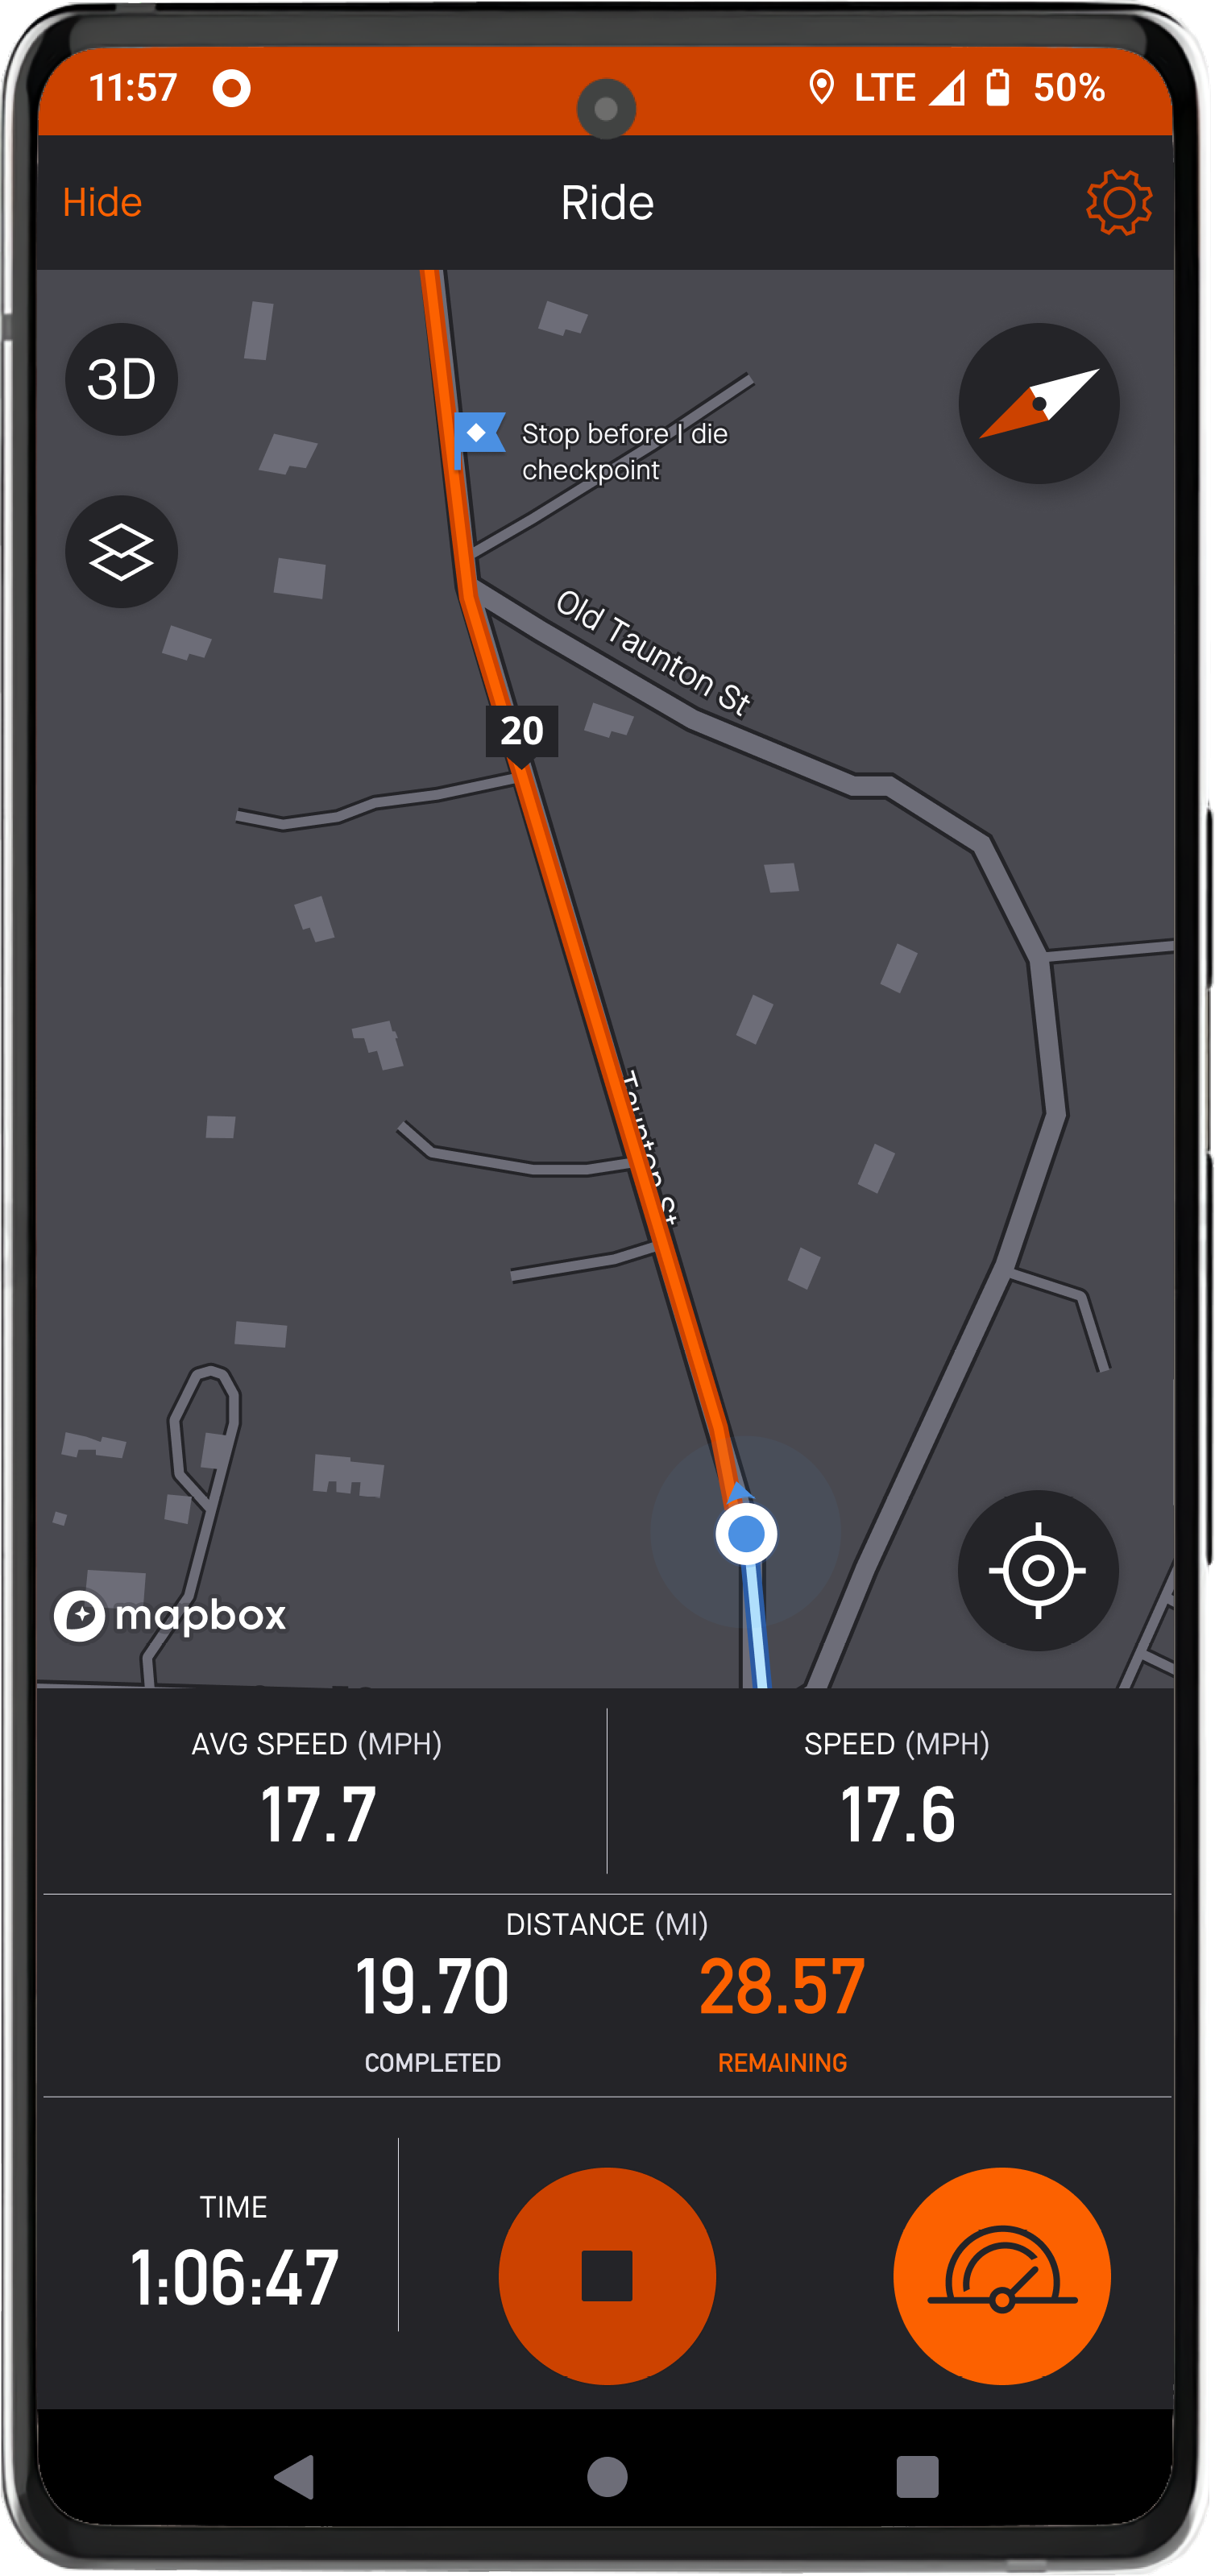 11:57
LTE 50%
Hide
Ride
3D
Stop before I die
checkpoint
Old Taunton St
20
Taunton St
mapbox
AVG SPEED (MPH)
17.7
SPEED (MPH)
17.6
DISTANCE (MI)
19.70
28.57
COMPLETED
REMAINING
TIME
1:06:47